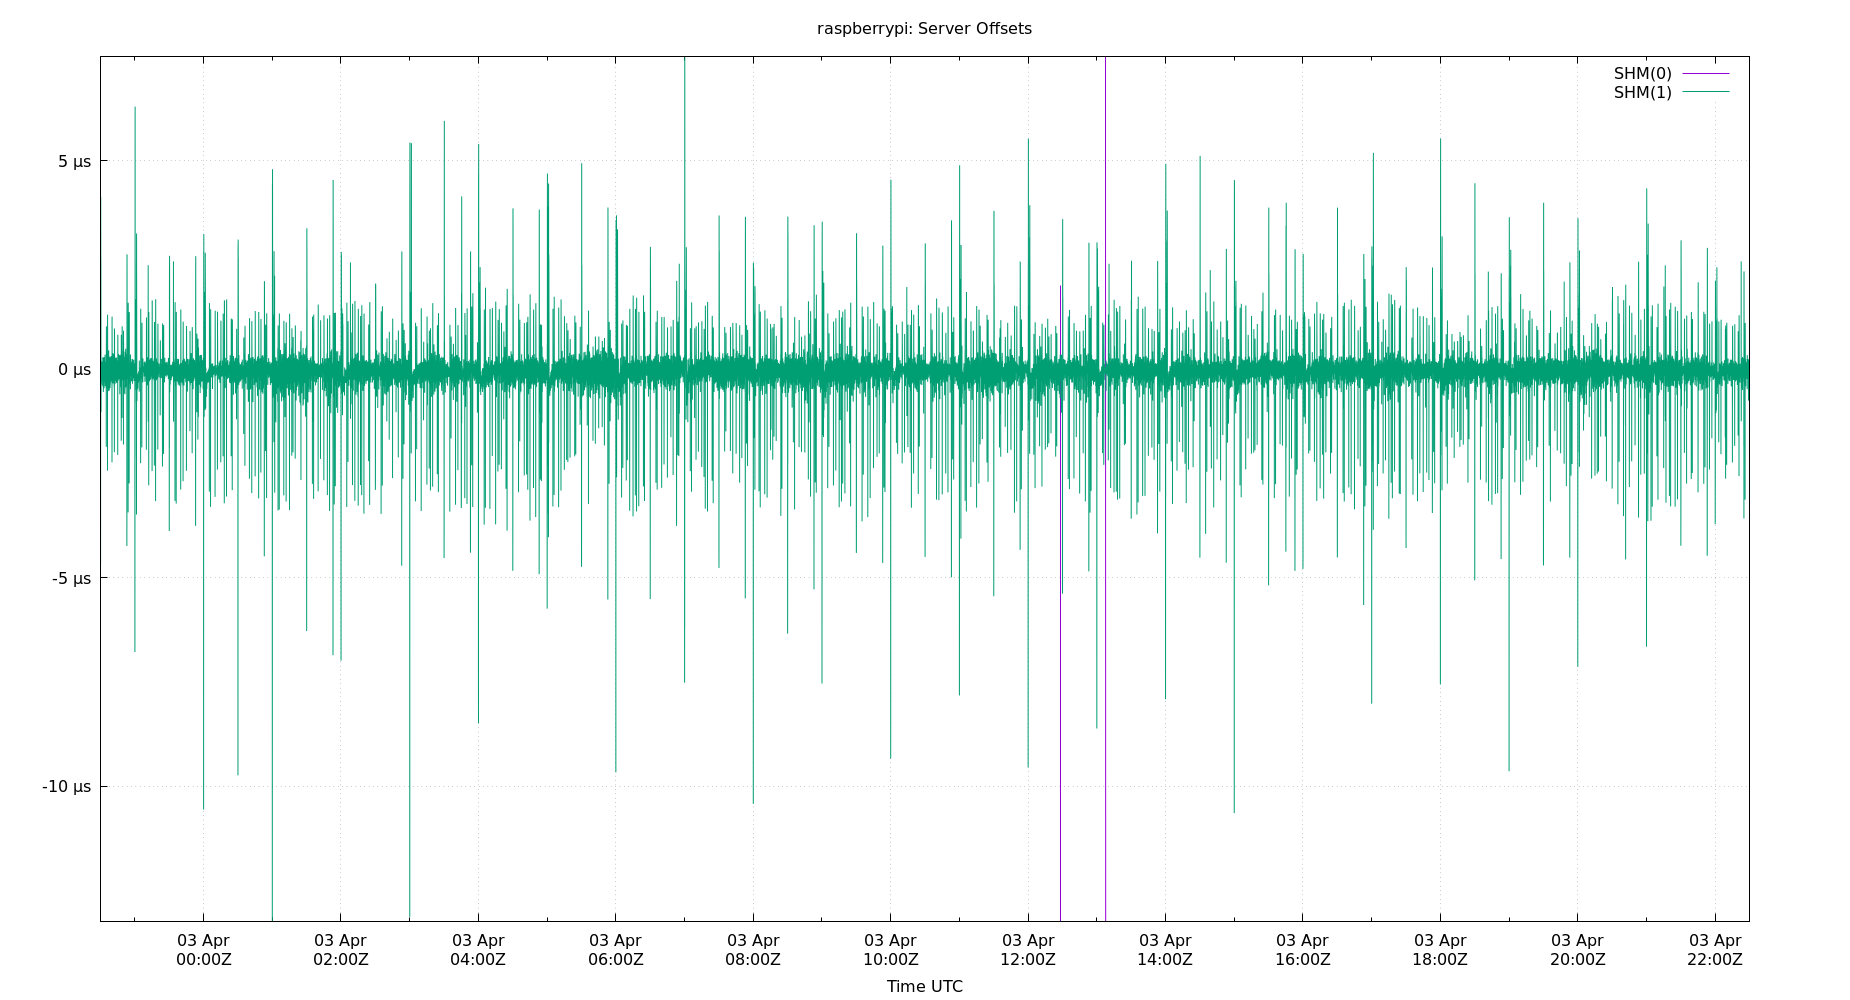 raspberrypi: Server Offsets
SHM(0)
SHM(1)
5 µs
0 µs
-5 µs
-10 µs
03 Apr 03 Apr 03 Apr 03 Apr 03 Apr 03 Apr 03 Apr 03 Apr 03 Apr 03 Apr 03 Apr 03 Apr
00:00Z 02:00Z 04:00Z 06:00Z 08:00Z 10:00Z 12:00Z 14:00Z 16:00Z 18:00Z 20:00Z 22:00Z
Time UTC